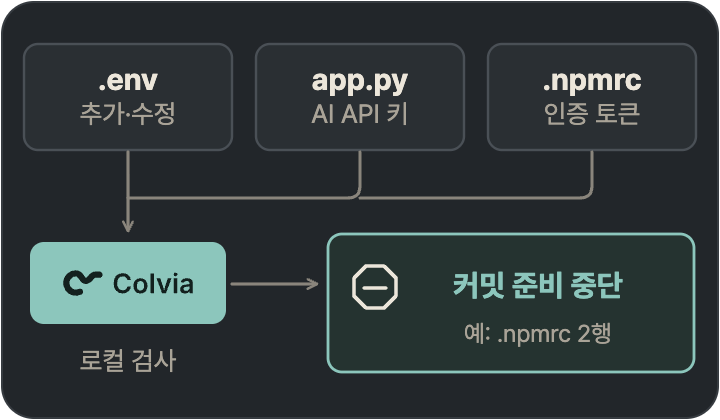 .env
추가·수정
app.py
AI API 키
.npmrc
인증 토큰
Colvia
로컬 검사
커밋 준비 중단
예: .npmrc 2행